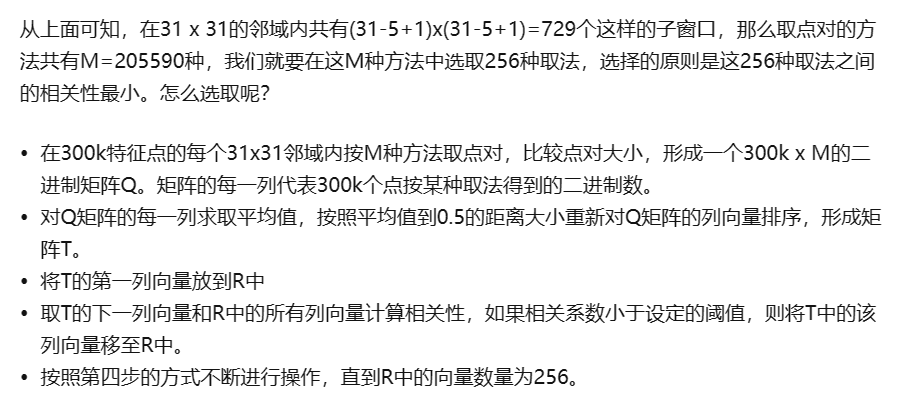 从上面可知，在31 x 31的邻域内共有(31-5+1)x(31-5+1)=729个这样的子窗口，那么取点对的方
法共有M=205590种，我们就要在这M种方法中选取256种取法，选择的原则是这256种取法之间
的相关性最小。怎么选取呢？
• 在300k特征点的每个31x31邻域内按M种方法取点对，比较点对大小，形成一个300k x M的二
进制矩阵Q。矩阵的每一列代表300k个点按某种取法得到的二进制数。
• 对Q矩阵的每一列求取平均值，按照平均值到0.5的距离大小重新对Q矩阵的列向量排序，形成矩
阵T。
• 将T的第一列向量放到R中
• 取T的下一列向量和R中的所有列向量计算相关性，如果相关系数小于设定的阈值，则将T中的该
列向量移至R中。
• 按照第四步的方式不断进行操作，直到R中的向量数量为256。